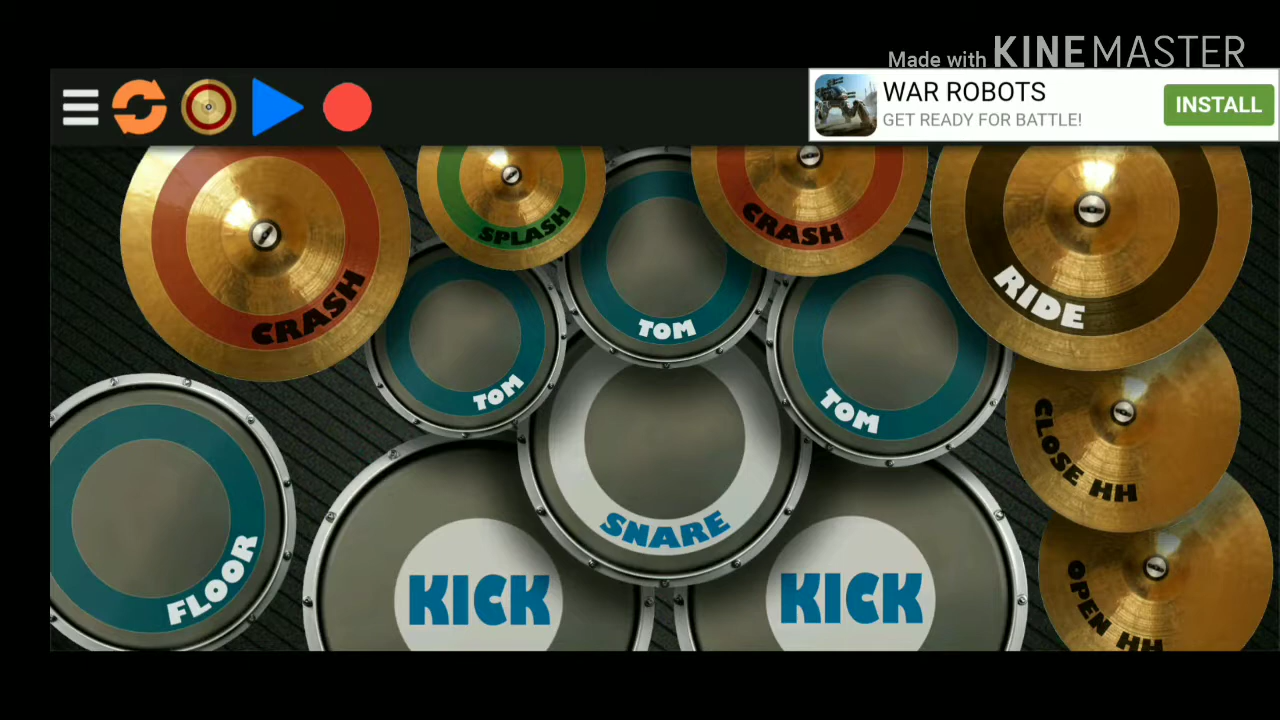 Made with KINEMASTER
WAR ROBOTS
GET READY FOR BATTLE!
INSTALL
SPLASH
CRASH
CRASH
RIDE
TOM
TOM
TOM
CLOSE HH
SNARE
FLOOR
KICK
KICK
OPEN HH